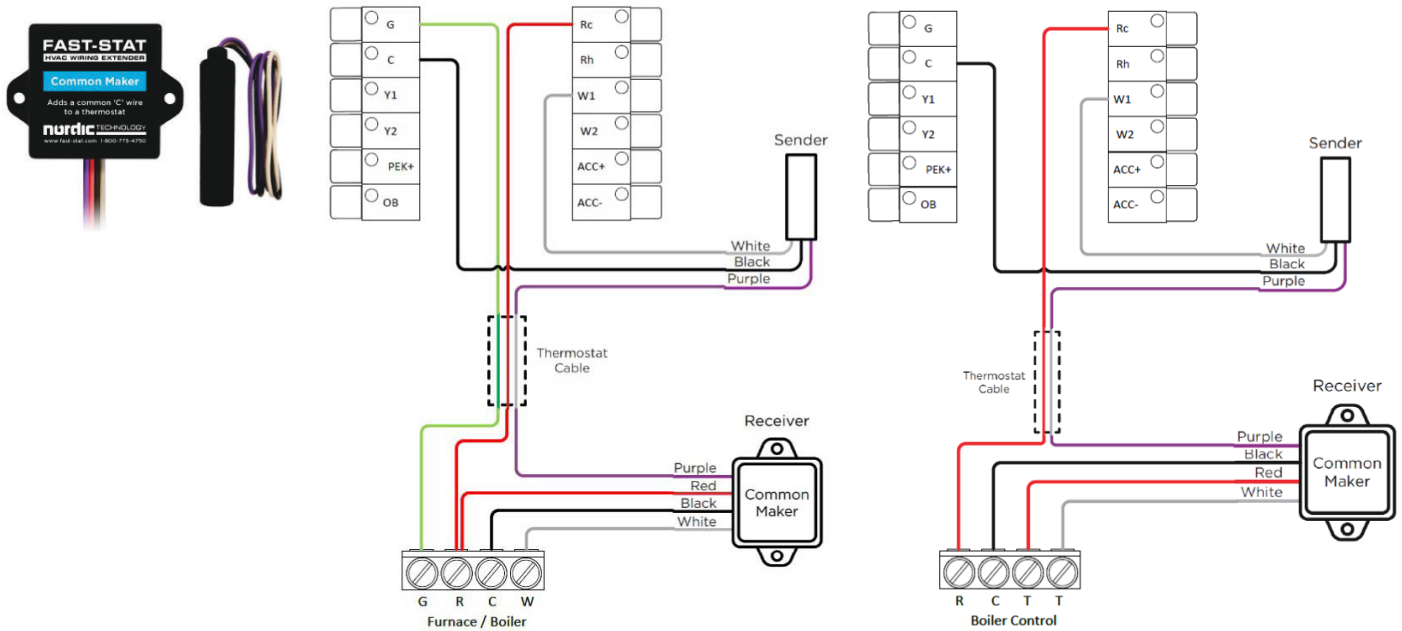 FAST-STAT
HVAC WIRING EXTENDER
Common Maker
Adds a common 'C' wire
to a thermostat
nordic TECHNOLOGY
www.fast-stat.com 1-800-775-4750
G
C
Y1
Y2
PEK+
OB
Rc
Rh
W1
W2
ACC+
ACC-
Sender
White
Black
Purple
Thermostat
Cable
Receiver
Purple
Red
Black
White
Common
Maker
G R C W
Furnace / Boiler
G
C
Y1
Y2
PEK+
OB
Rc
Rh
W1
W2
ACC+
ACC-
Sender
White
Black
Purple
Thermostat
Cable
Receiver
Purple
Black
Red
White
Common
Maker
R C T T
Boiler Control